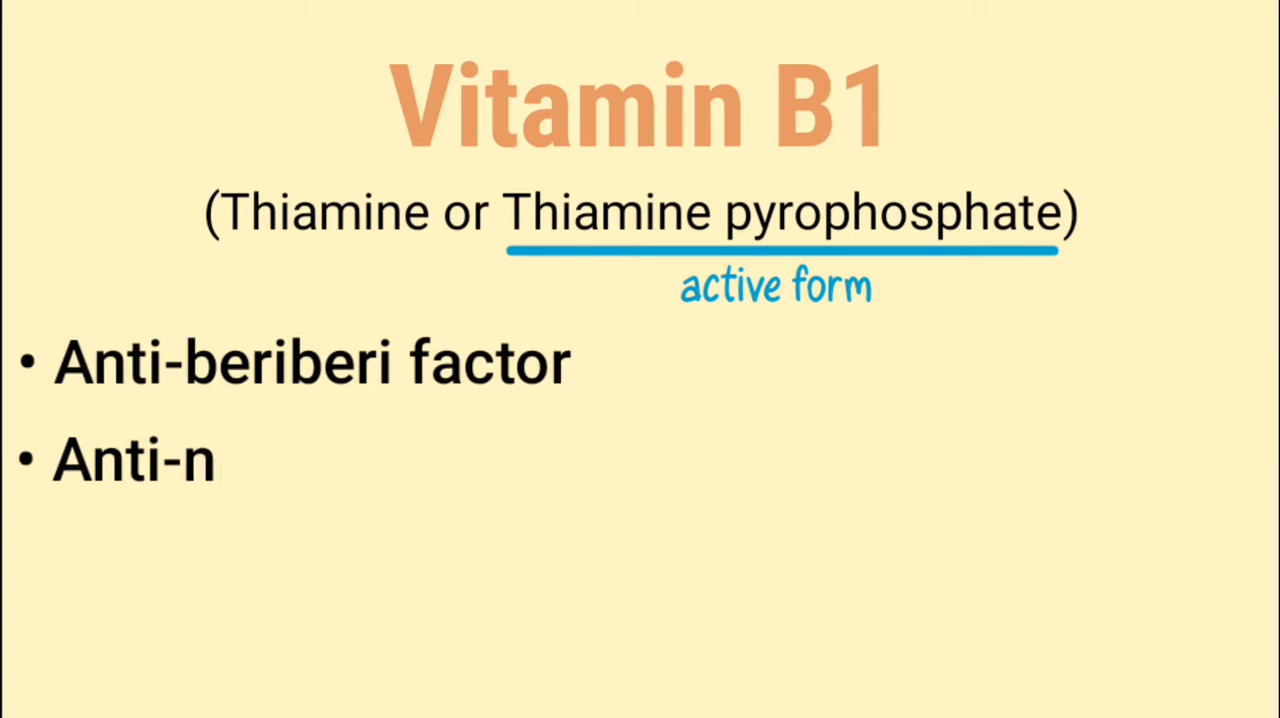 Vitamin B1
(Thiamine or Thiamine pyrophosphate)
active form
• Anti-beriberi factor
• Anti-n